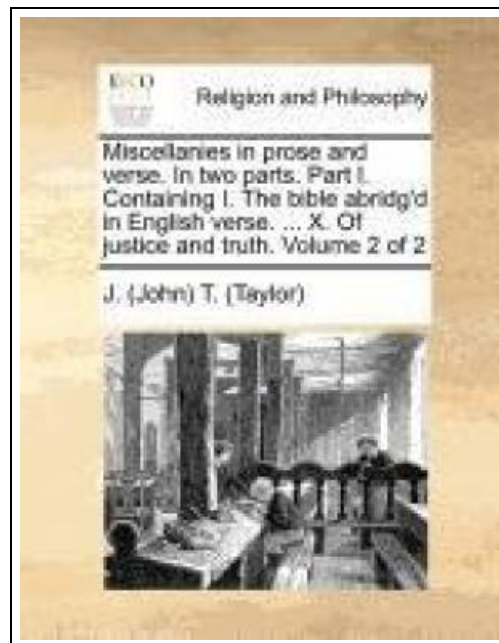 ECCO
Religion and Philosophy
Miscellanies in prose and
verse. In two parts. Part I.
Containing I. The bible abridg'd
in English verse. ... X. Of
justice and truth. Volume 2 of 2
J. (John) T. (Taylor)